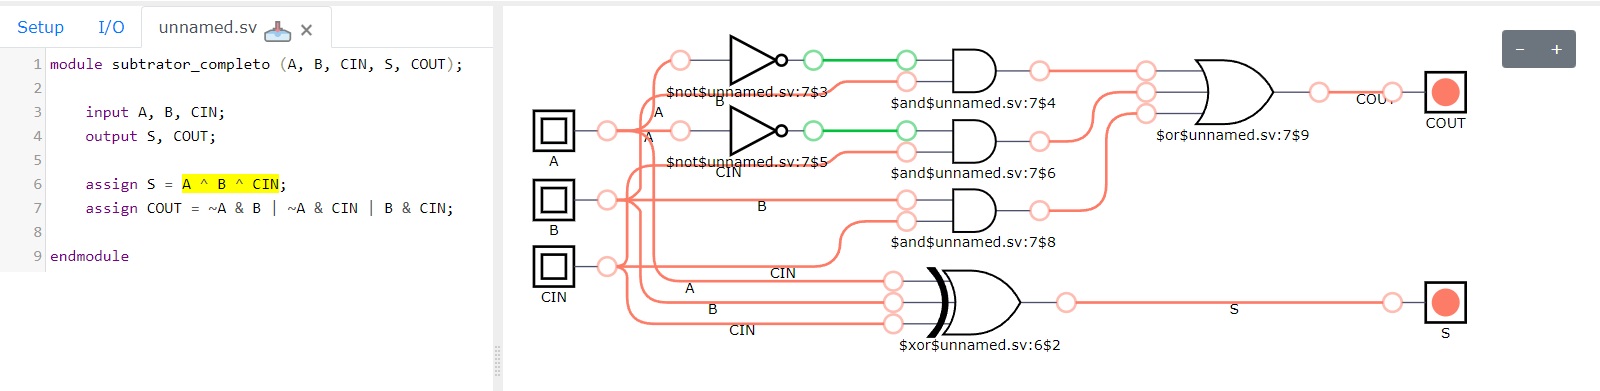 Setup I/O unnamed.sv ×
1 module subtrator_completo (A, B, CIN, S, COUT);
2
3 input A, B, CIN;
4 output S, COUT;
5
6 assign S = A ^ B ^ CIN;
7 assign COUT = ~A & B | ~A & CIN | B & CIN;
8
9 endmodule
− +
$not$unnamed.sv:7$3
B
A
$and$unnamed.sv:7$4
COUT
COUT
$or$unnamed.sv:7$9
A
A
$not$unnamed.sv:7$5
CIN
$and$unnamed.sv:7$6
B
B
$and$unnamed.sv:7$8
CIN
CIN
A
B
CIN
$xor$unnamed.sv:6$2
S
S